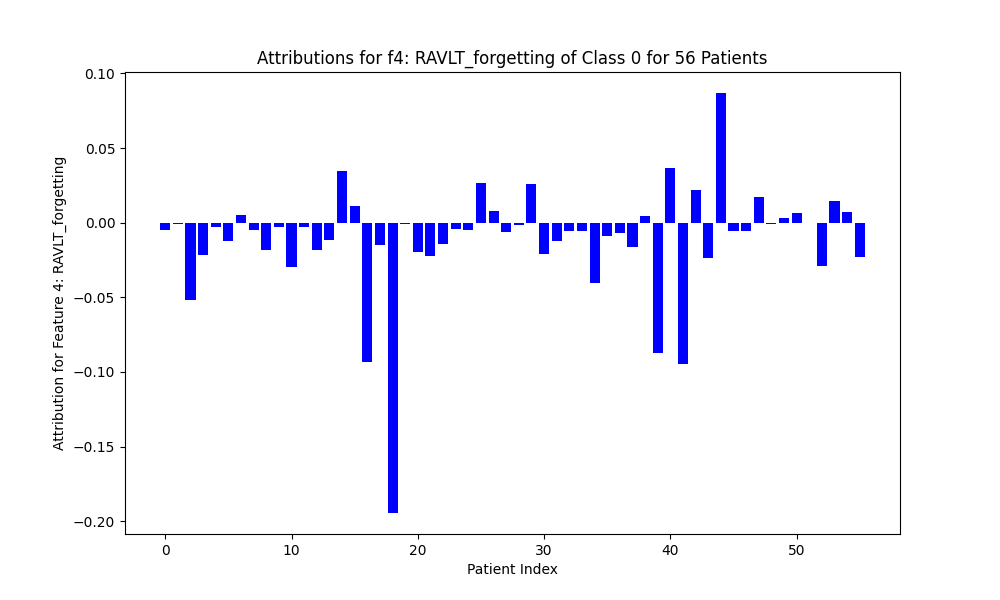 Attributions for f4: RAVLT_forgetting of Class 0 for 56 Patients
Attribution for Feature 4: RAVLT_forgetting
0.10
0.05
0.00
−0.05
−0.10
−0.15
−0.20
0 10 20 30 40 50
Patient Index